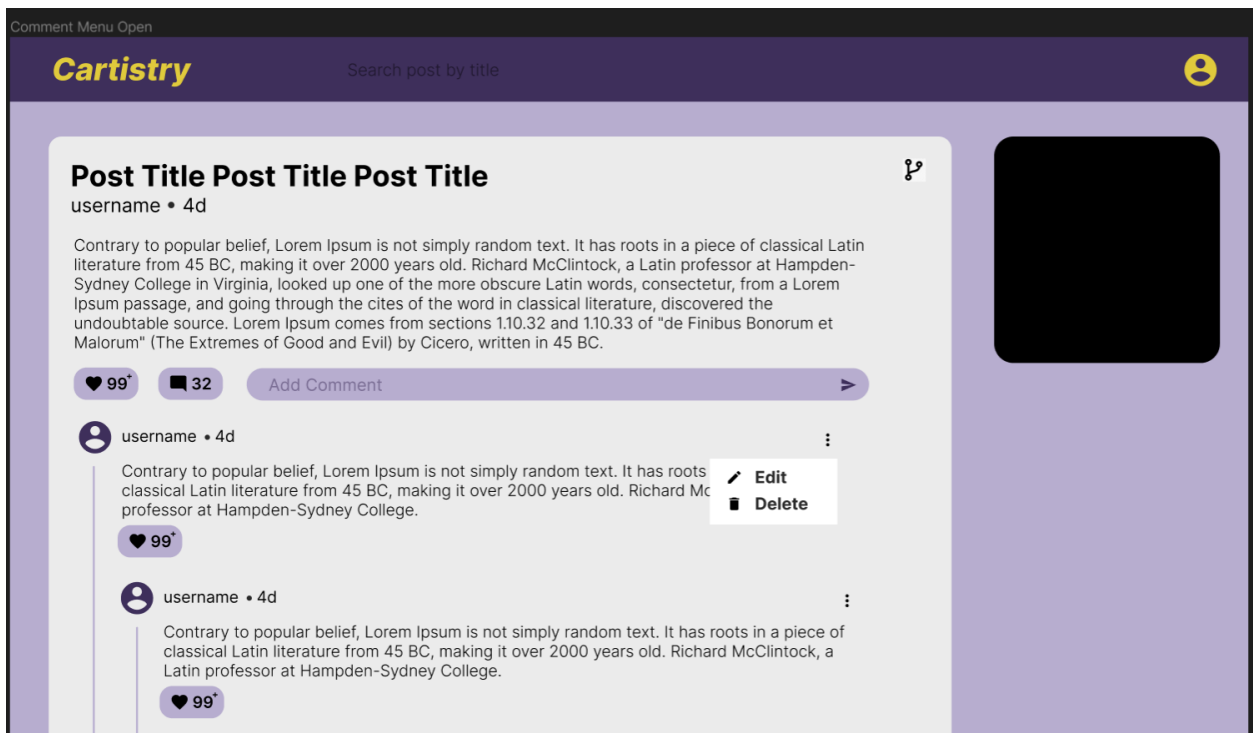 Comment Menu Open
Cartistry
Search post by title
Post Title Post Title Post Title
username • 4d
Contrary to popular belief, Lorem Ipsum is not simply random text. It has roots in a piece of classical Latin
literature from 45 BC, making it over 2000 years old. Richard McClintock, a Latin professor at Hampden-
Sydney College in Virginia, looked up one of the more obscure Latin words, consectetur, from a Lorem
Ipsum passage, and going through the cites of the word in classical literature, discovered the
undoubtable source. Lorem Ipsum comes from sections 1.10.32 and 1.10.33 of "de Finibus Bonorum et
Malorum" (The Extremes of Good and Evil) by Cicero, written in 45 BC.
99+ 32 Add Comment
username • 4d
Contrary to popular belief, Lorem Ipsum is not simply random text. It has roots
classical Latin literature from 45 BC, making it over 2000 years old. Richard Mc
professor at Hampden-Sydney College.
Edit
Delete
99+
username • 4d
Contrary to popular belief, Lorem Ipsum is not simply random text. It has roots in a piece of
classical Latin literature from 45 BC, making it over 2000 years old. Richard McClintock, a
Latin professor at Hampden-Sydney College.
99+